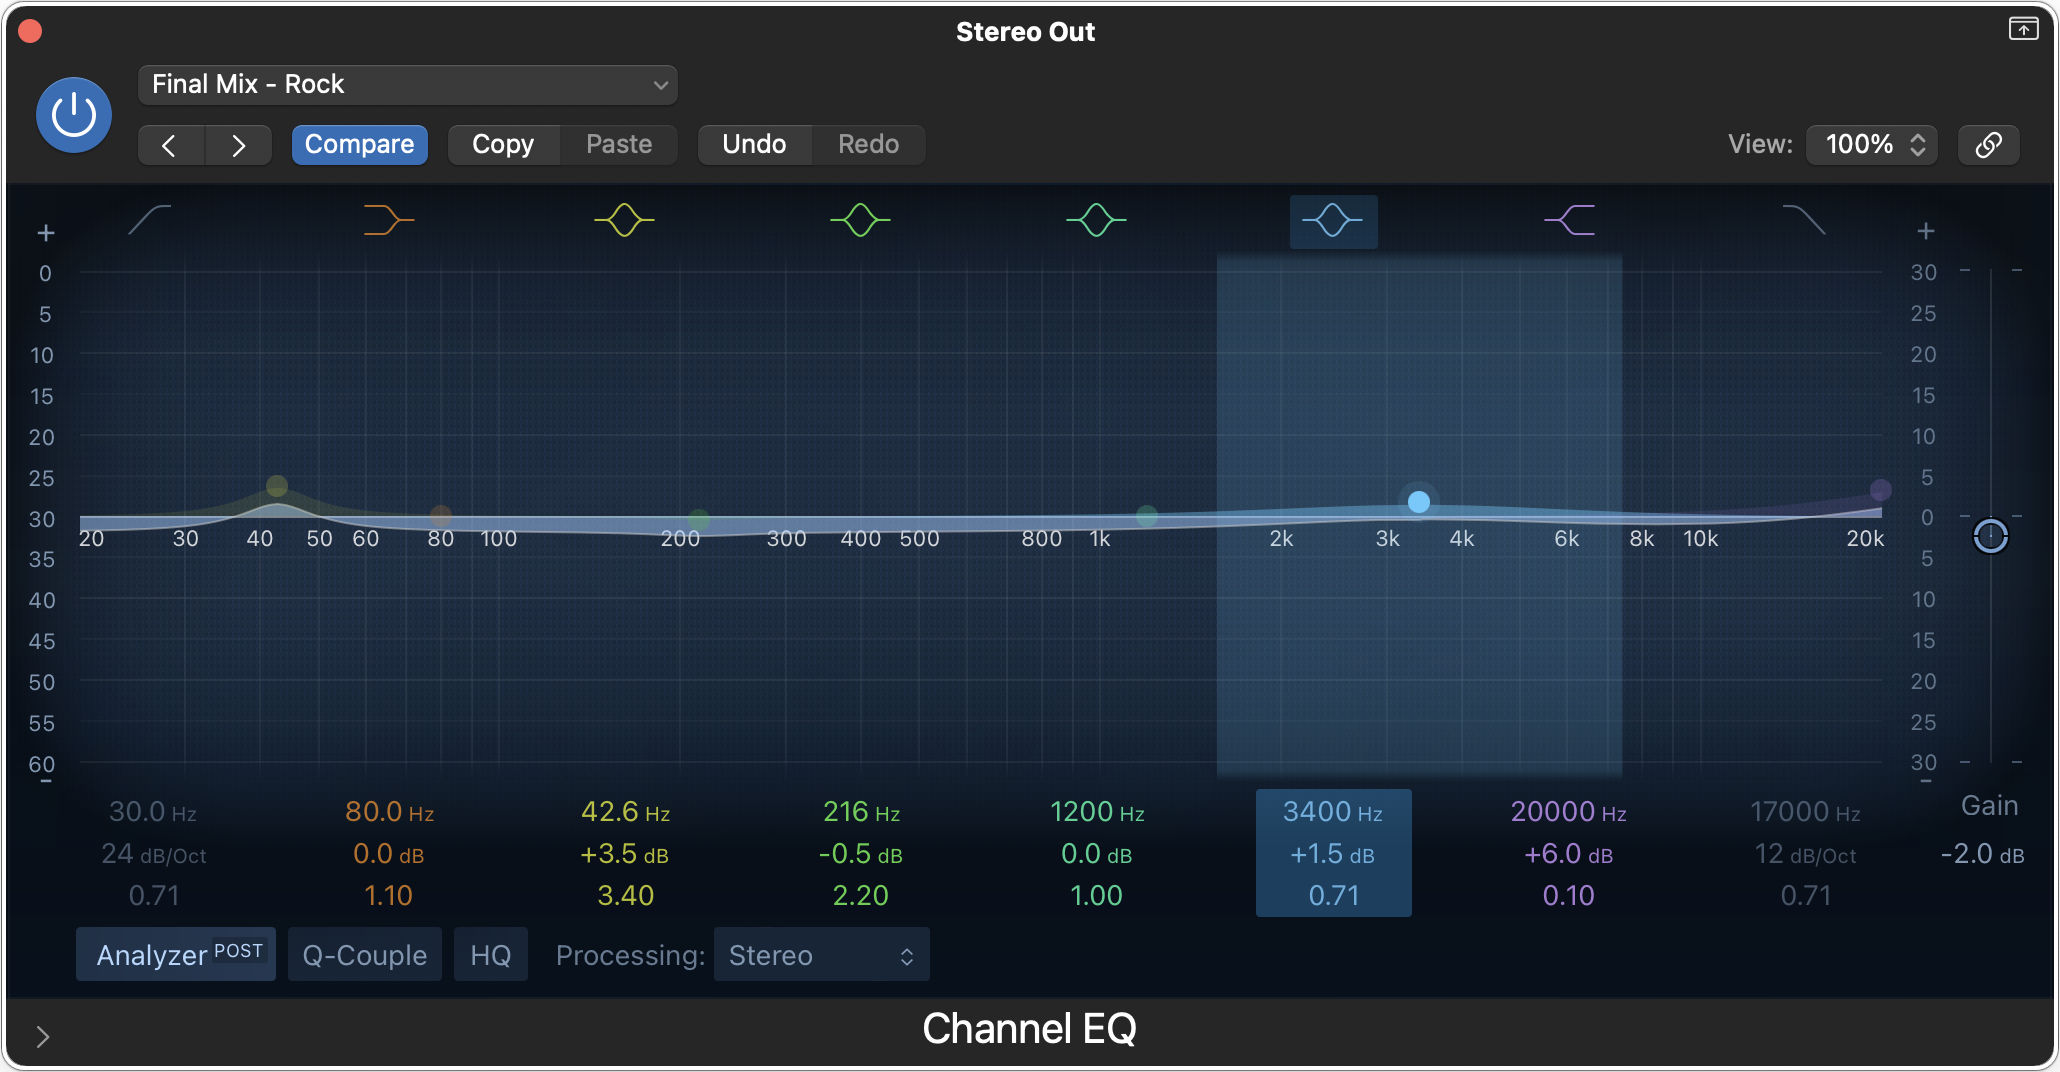 Stereo Out
Final Mix - Rock
Compare Copy Paste Undo Redo View: 100%
+ +
0 30
5 25
10 20
15 15
20 10
25 5
30 0
20 30 40 50 60 80 100 200 300 400 500 800 1k 2k 3k 4k 6k 8k 10k 20k
35 5
40 10
45 15
50 20
55 25
60 30
- -
30.0 Hz 80.0 Hz 42.6 Hz 216 Hz 1200 Hz 3400 Hz 20000 Hz 17000 Hz Gain
24 dB/Oct 0.0 dB +3.5 dB -0.5 dB 0.0 dB +1.5 dB +6.0 dB 12 dB/Oct -2.0 dB
0.71 1.10 3.40 2.20 1.00 0.71 0.10 0.71
Analyzer POST Q-Couple HQ Processing: Stereo
Channel EQ